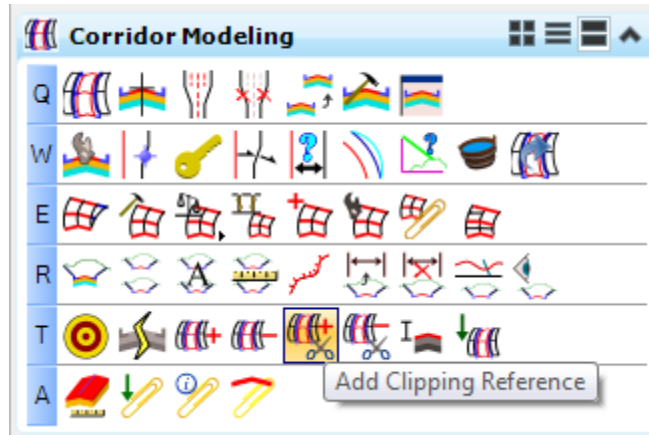 Corridor Modeling
Q
W
E
R
A
T
I
Add Clipping Reference
A